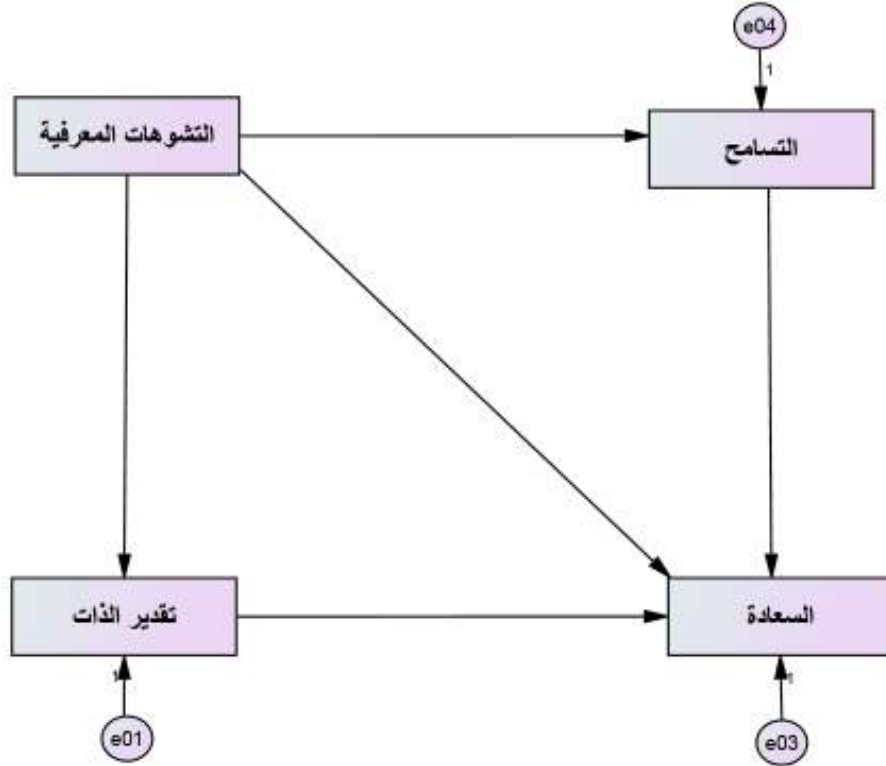 e04
1
التشوهات المعرفية
التسامح
تقدير الذات
السعادة
1
1
e01
e03